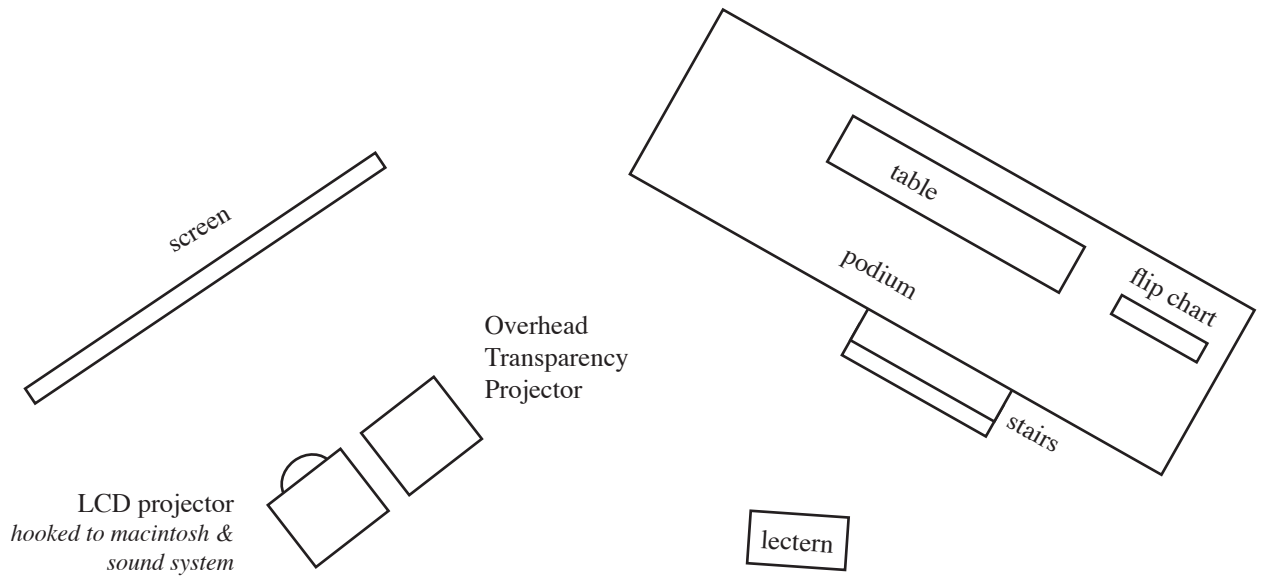 screen
table
podium
flip chart
stairs
Overhead
Transparency
Projector
LCD projector
hooked to macintosh &
sound system
lectern